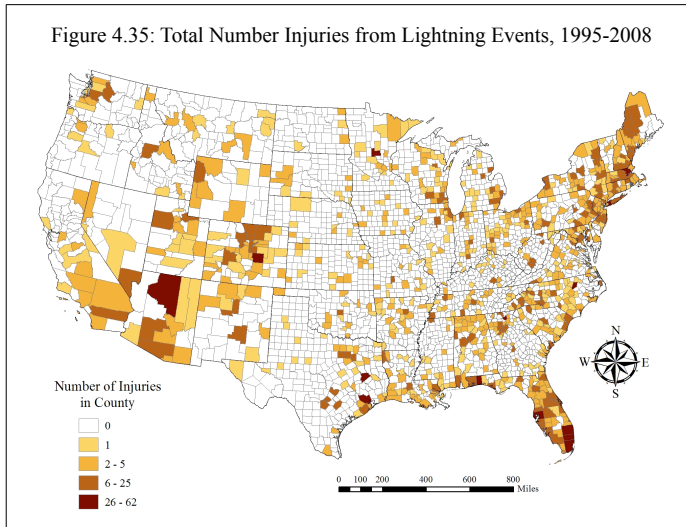 Figure 4.35: Total Number Injuries from Lightning Events, 1995-2008
N
W E
S
Number of Injuries
in County
0
1
2 - 5
6 - 25
26 - 62
0 100 200 400 600 800
Miles